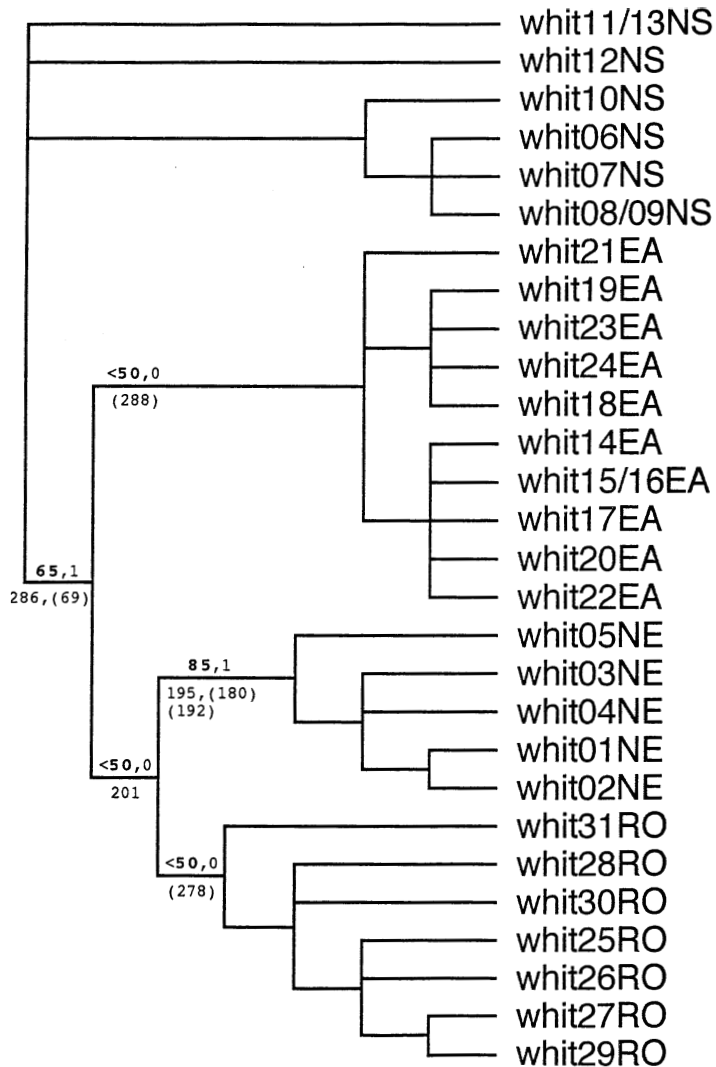 whit11/13NS
whit12NS
whit10NS
whit06NS
whit07NS
whit08/09NS
whit21EA
whit19EA
whit23EA
whit24EA
<50,0
(288)
whit18EA
whit14EA
whit15/16EA
whit17EA
whit20EA
65,1
286,(69)
whit22EA
whit05NE
85,1
195,(180)
(192)
whit03NE
whit04NE
whit01NE
<50,0
201
whit02NE
whit31RO
<50,0
(278)
whit28RO
whit30RO
whit25RO
whit26RO
whit27RO
whit29RO